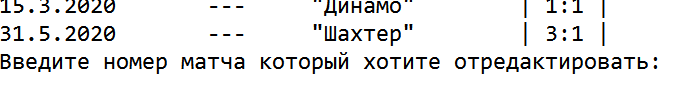 15.3.2020 --- "Динамо" | 1:1 |
31.5.2020 --- "Шахтер" | 3:1 |
Введите номер матча который хотите отредактировать: